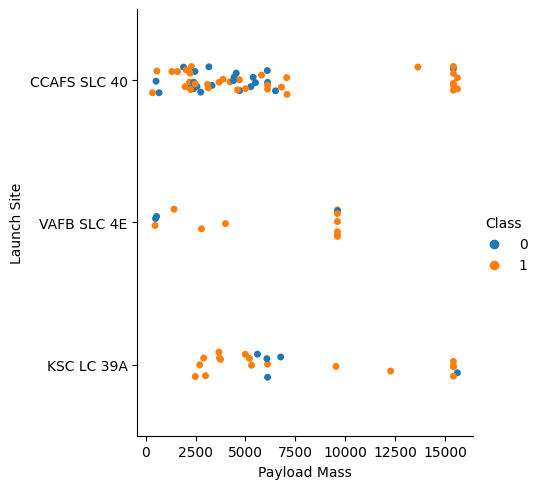 CCAFS SLC 40
VAFB SLC 4E
KSC LC 39A
Launch Site
0 2500 5000 7500 10000 12500 15000
Payload Mass
Class
0
1